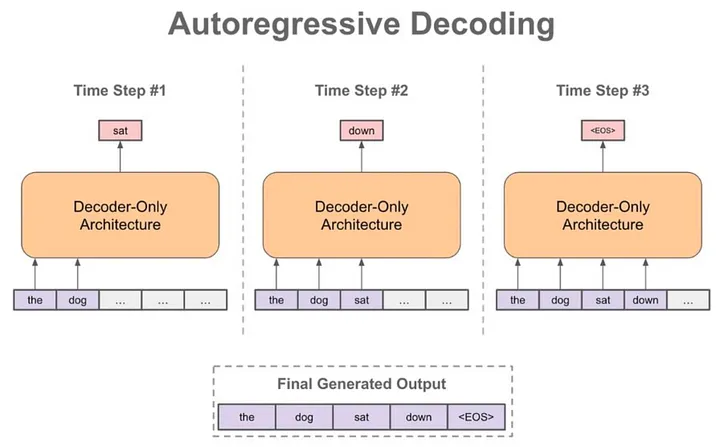 Autoregressive Decoding
Time Step #1
sat
Decoder-Only
Architecture
the dog ... ... ...
Time Step #2
down
Decoder-Only
Architecture
the dog sat ... ...
Time Step #3
<EOS>
Decoder-Only
Architecture
the dog sat down ...
Final Generated Output
the dog sat down <EOS>